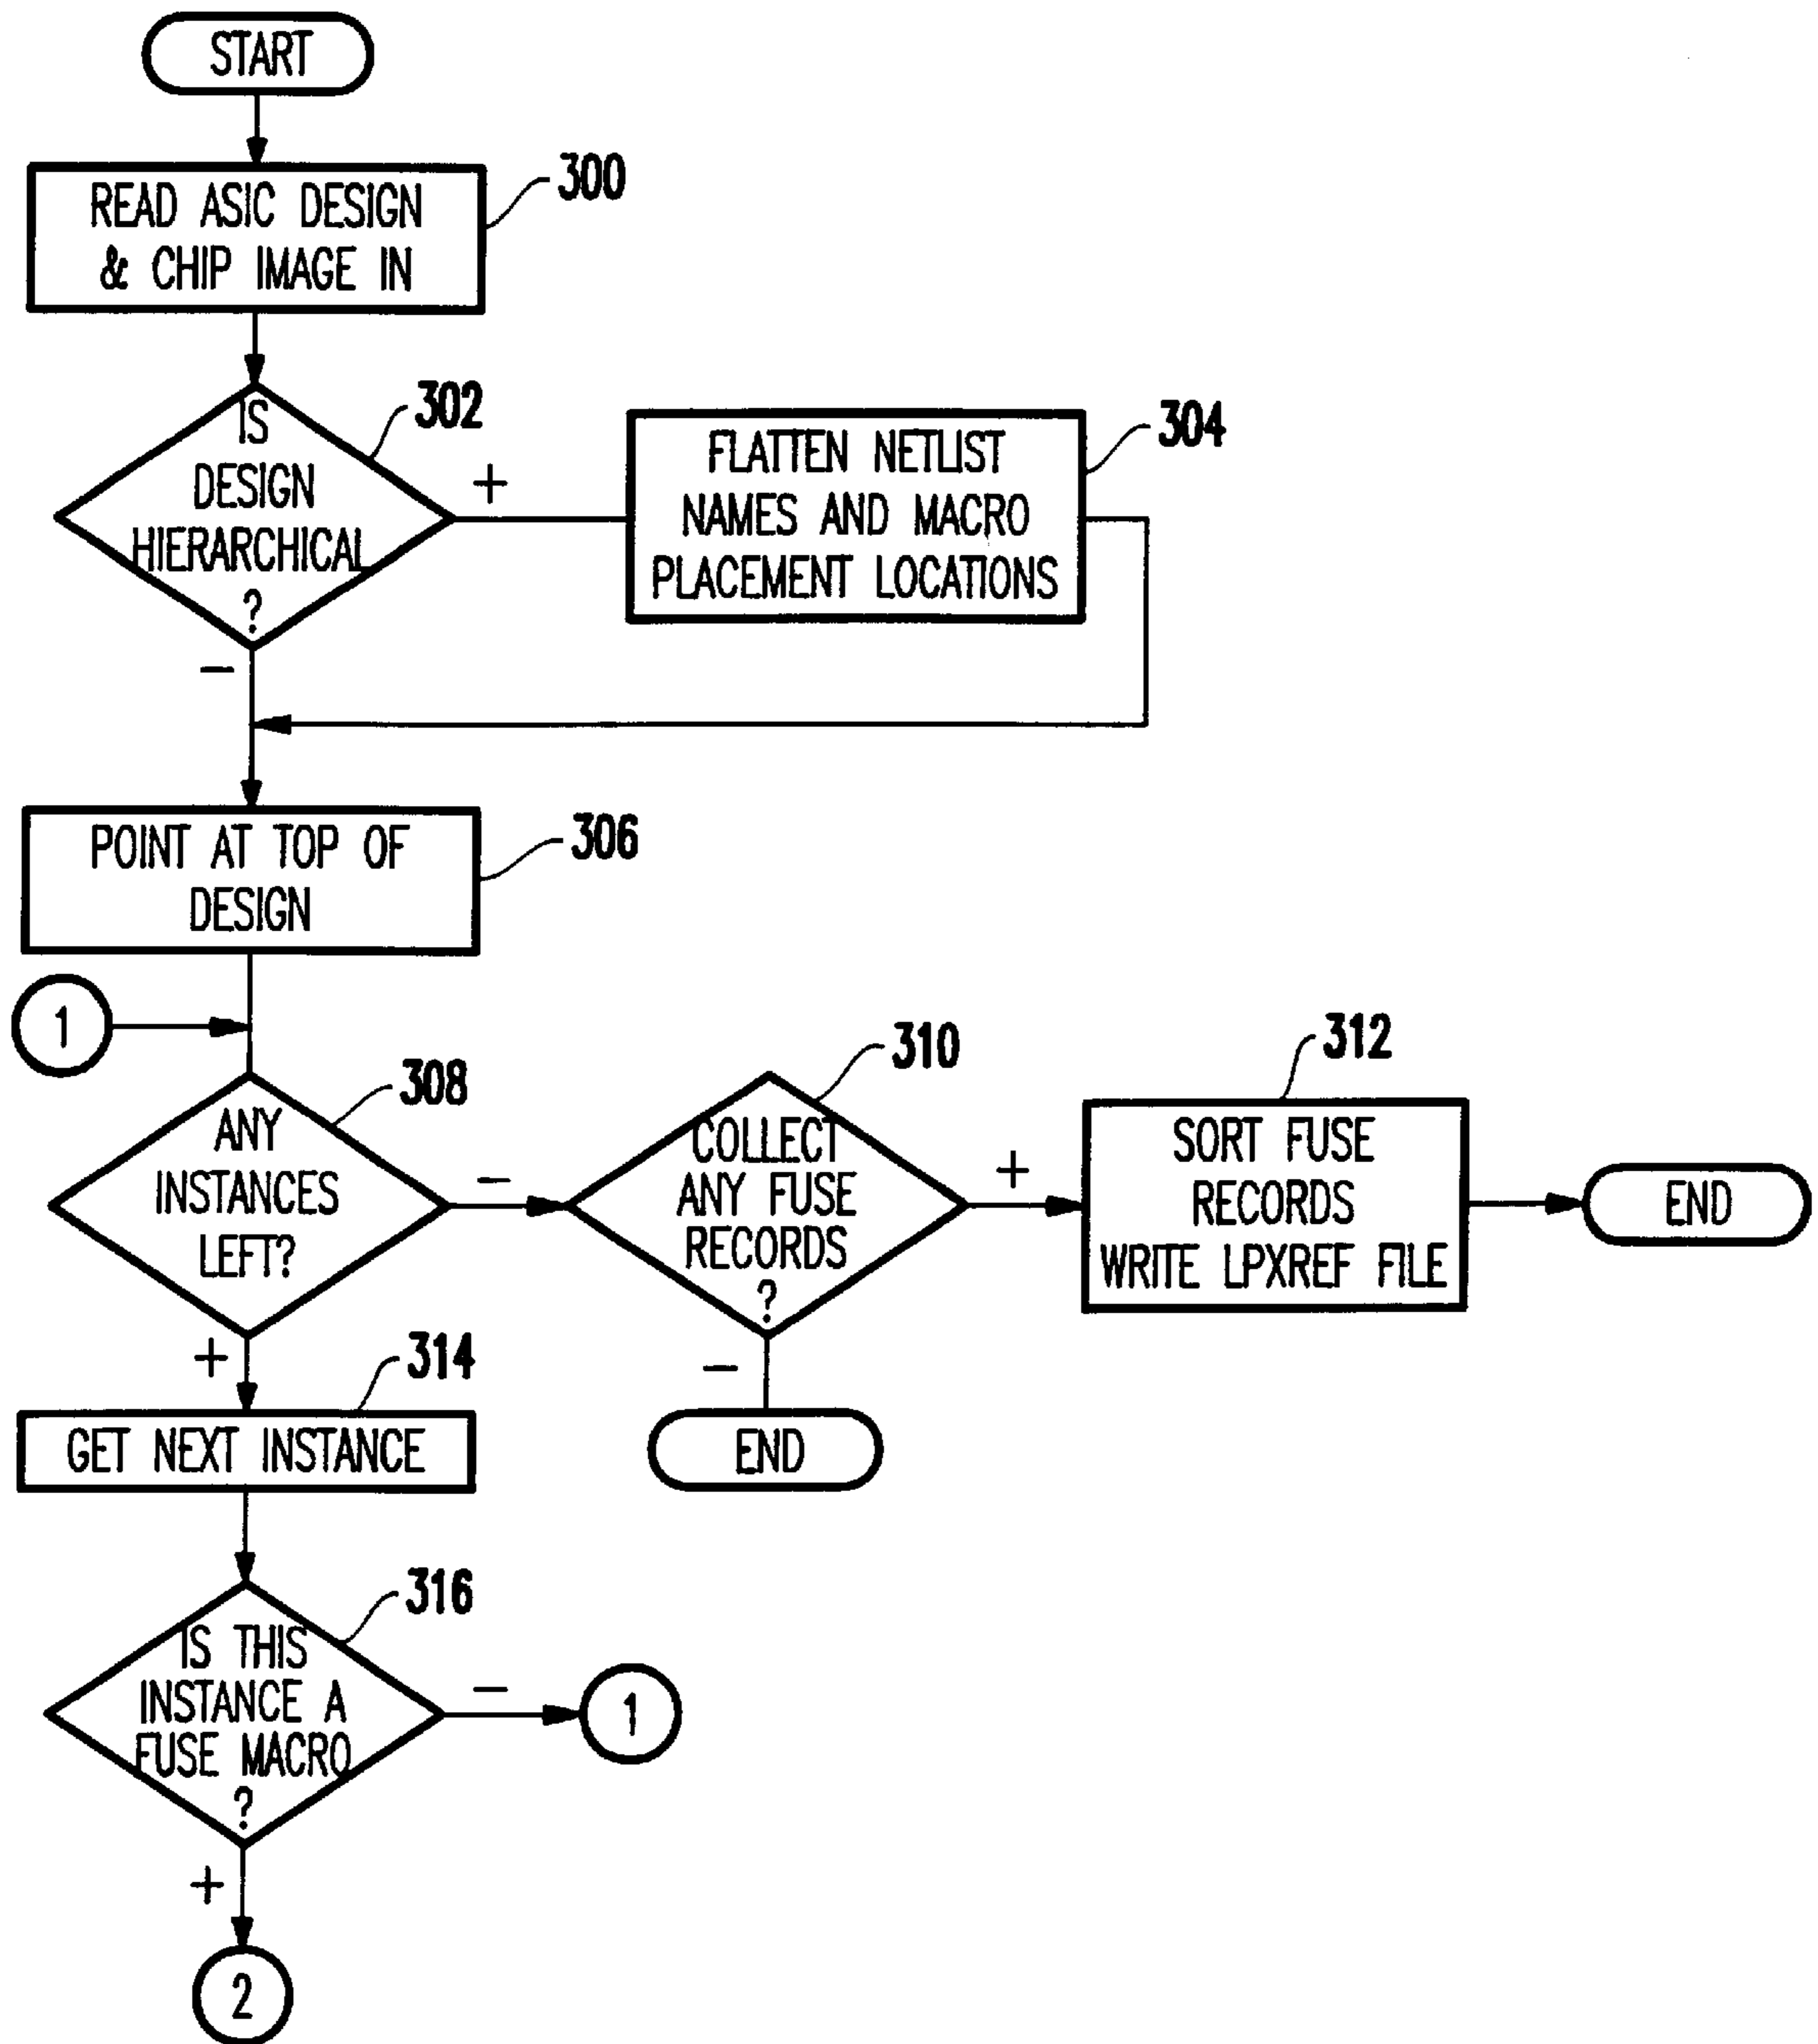 START
READ ASIC DESIGN
& CHIP IMAGE IN
300
IS
DESIGN
HIERARCHICAL
?
302
+
−
FLATTEN NETLIST
NAMES AND MACRO
PLACEMENT LOCATIONS
304
POINT AT TOP OF
DESIGN
306
1
ANY
INSTANCES
LEFT?
308
−
+
COLLECT
ANY FUSE
RECORDS
?
310
+
−
SORT FUSE
RECORDS
WRITE LPXREF FILE
312
END
END
GET NEXT INSTANCE
314
IS THIS
INSTANCE A
FUSE MACRO
?
316
−
1
+
2